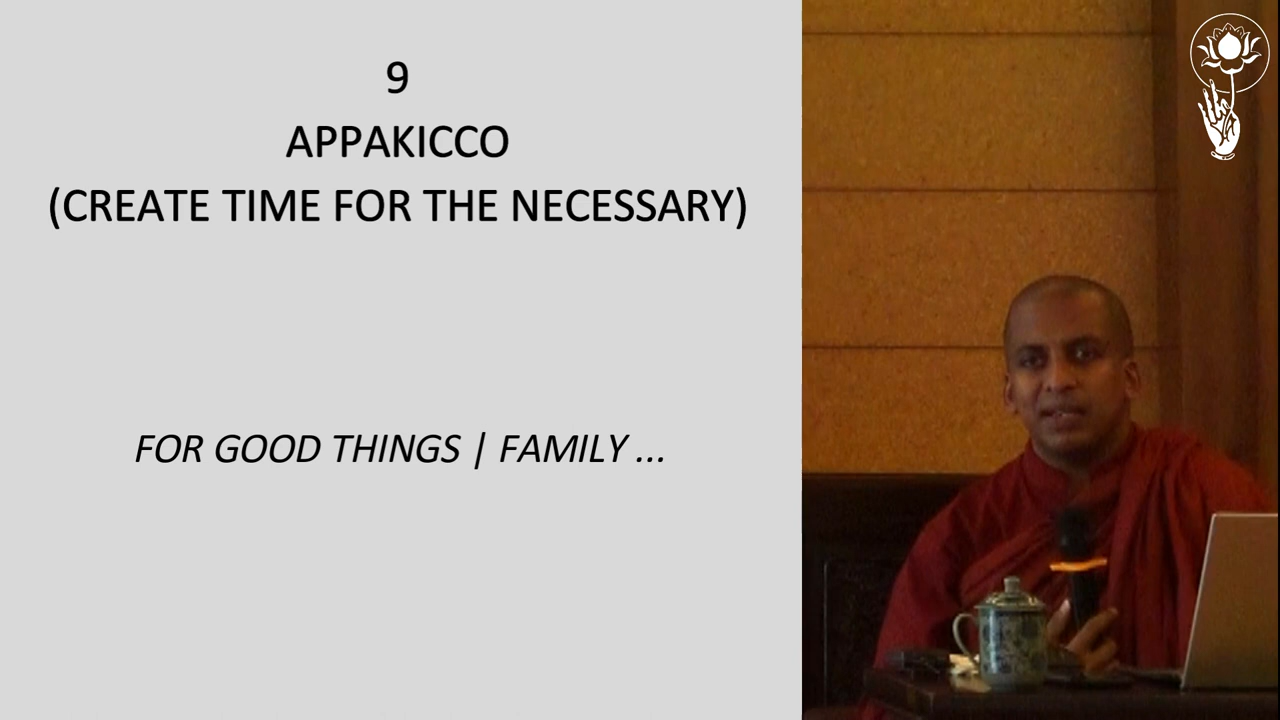 9
APPAKICCO
(CREATE TIME FOR THE NECESSARY)
FOR GOOD THINGS | FAMILY ...